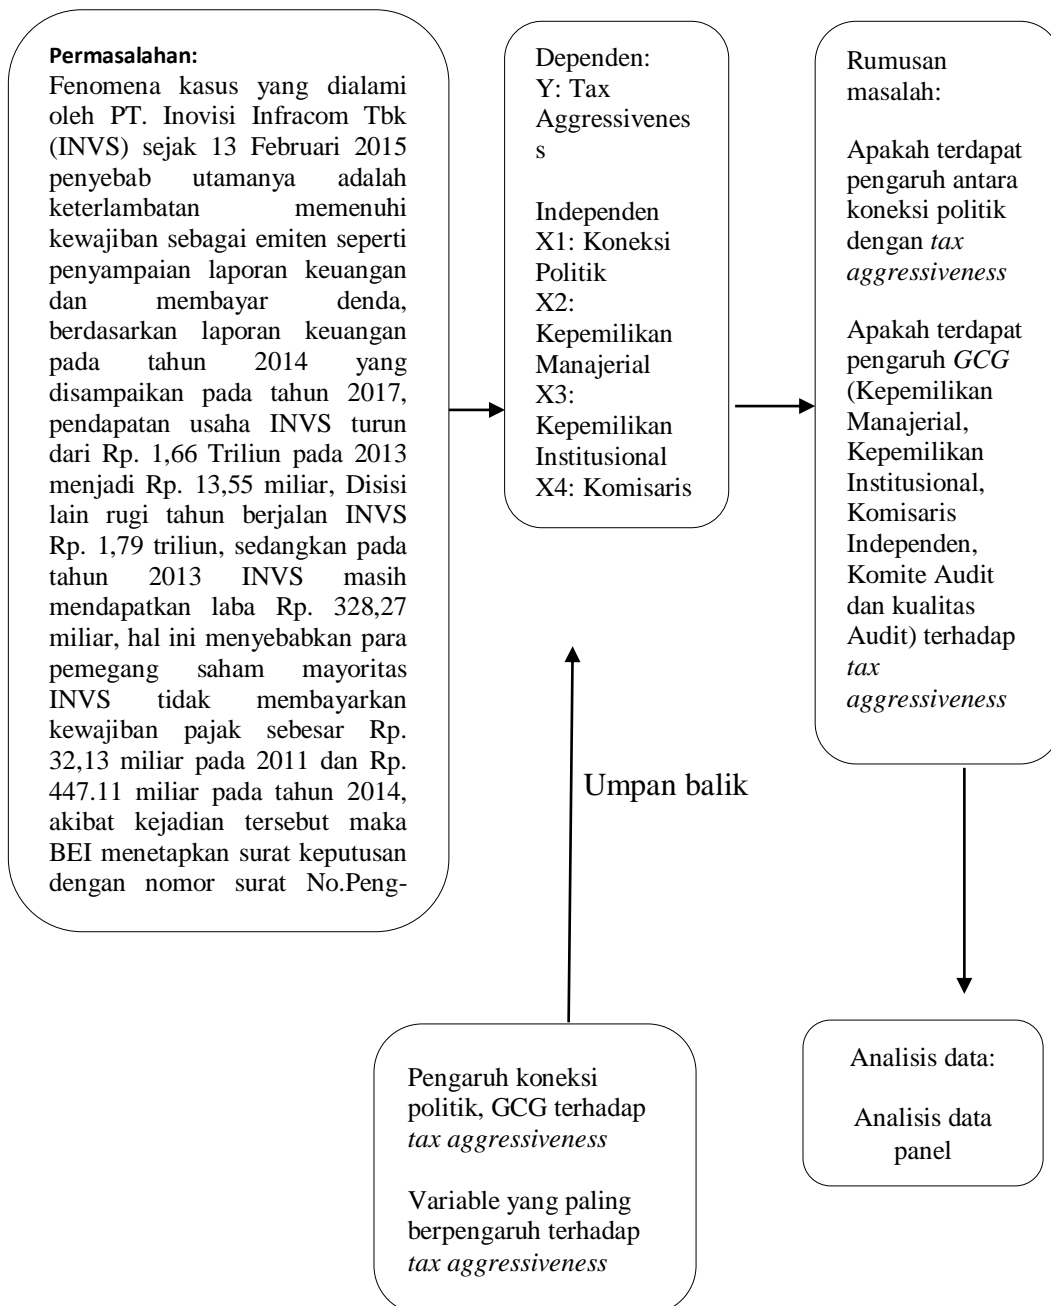 Permasalahan:
Fenomena kasus yang dialami
oleh PT. Inovisi Infracom Tbk
(INVS) sejak 13 Februari 2015
penyebab utamanya adalah
keterlambatan memenuhi
kewajiban sebagai emiten seperti
penyampaian laporan keuangan
dan membayar denda,
berdasarkan laporan keuangan
pada tahun 2014 yang
disampaikan pada tahun 2017,
pendapatan usaha INVS turun
dari Rp. 1,66 Triliun pada 2013
menjadi Rp. 13,55 miliar, Disisi
lain rugi tahun berjalan INVS
Rp. 1,79 triliun, sedangkan pada
tahun 2013 INVS masih
mendapatkan laba Rp. 328,27
miliar, hal ini menyebabkan para
pemegang saham mayoritas
INVS tidak membayarkan
kewajiban pajak sebesar Rp.
32,13 miliar pada 2011 dan Rp.
447.11 miliar pada tahun 2014,
akibat kejadian tersebut maka
BEI menetapkan surat keputusan
dengan nomor surat No.Peng-
Dependen:
Y: Tax
Aggressivenes
s
Independen
X1: Koneksi
Politik
X2:
Kepemilikan
Manajerial
X3:
Kepemilikan
Institusional
X4: Komisaris
Rumusan
masalah:
Apakah terdapat
pengaruh antara
koneksi politik
dengan tax
aggressiveness
Apakah terdapat
pengaruh GCG
(Kepemilikan
Manajerial,
Kepemilikan
Institusional,
Komisaris
Independen,
Komite Audit
dan kualitas
Audit) terhadap
tax
aggressiveness
Umpan balik
Pengaruh koneksi
politik, GCG terhadap
tax aggressiveness
Variable yang paling
berpengaruh terhadap
tax aggressiveness
Analisis data:
Analisis data
panel